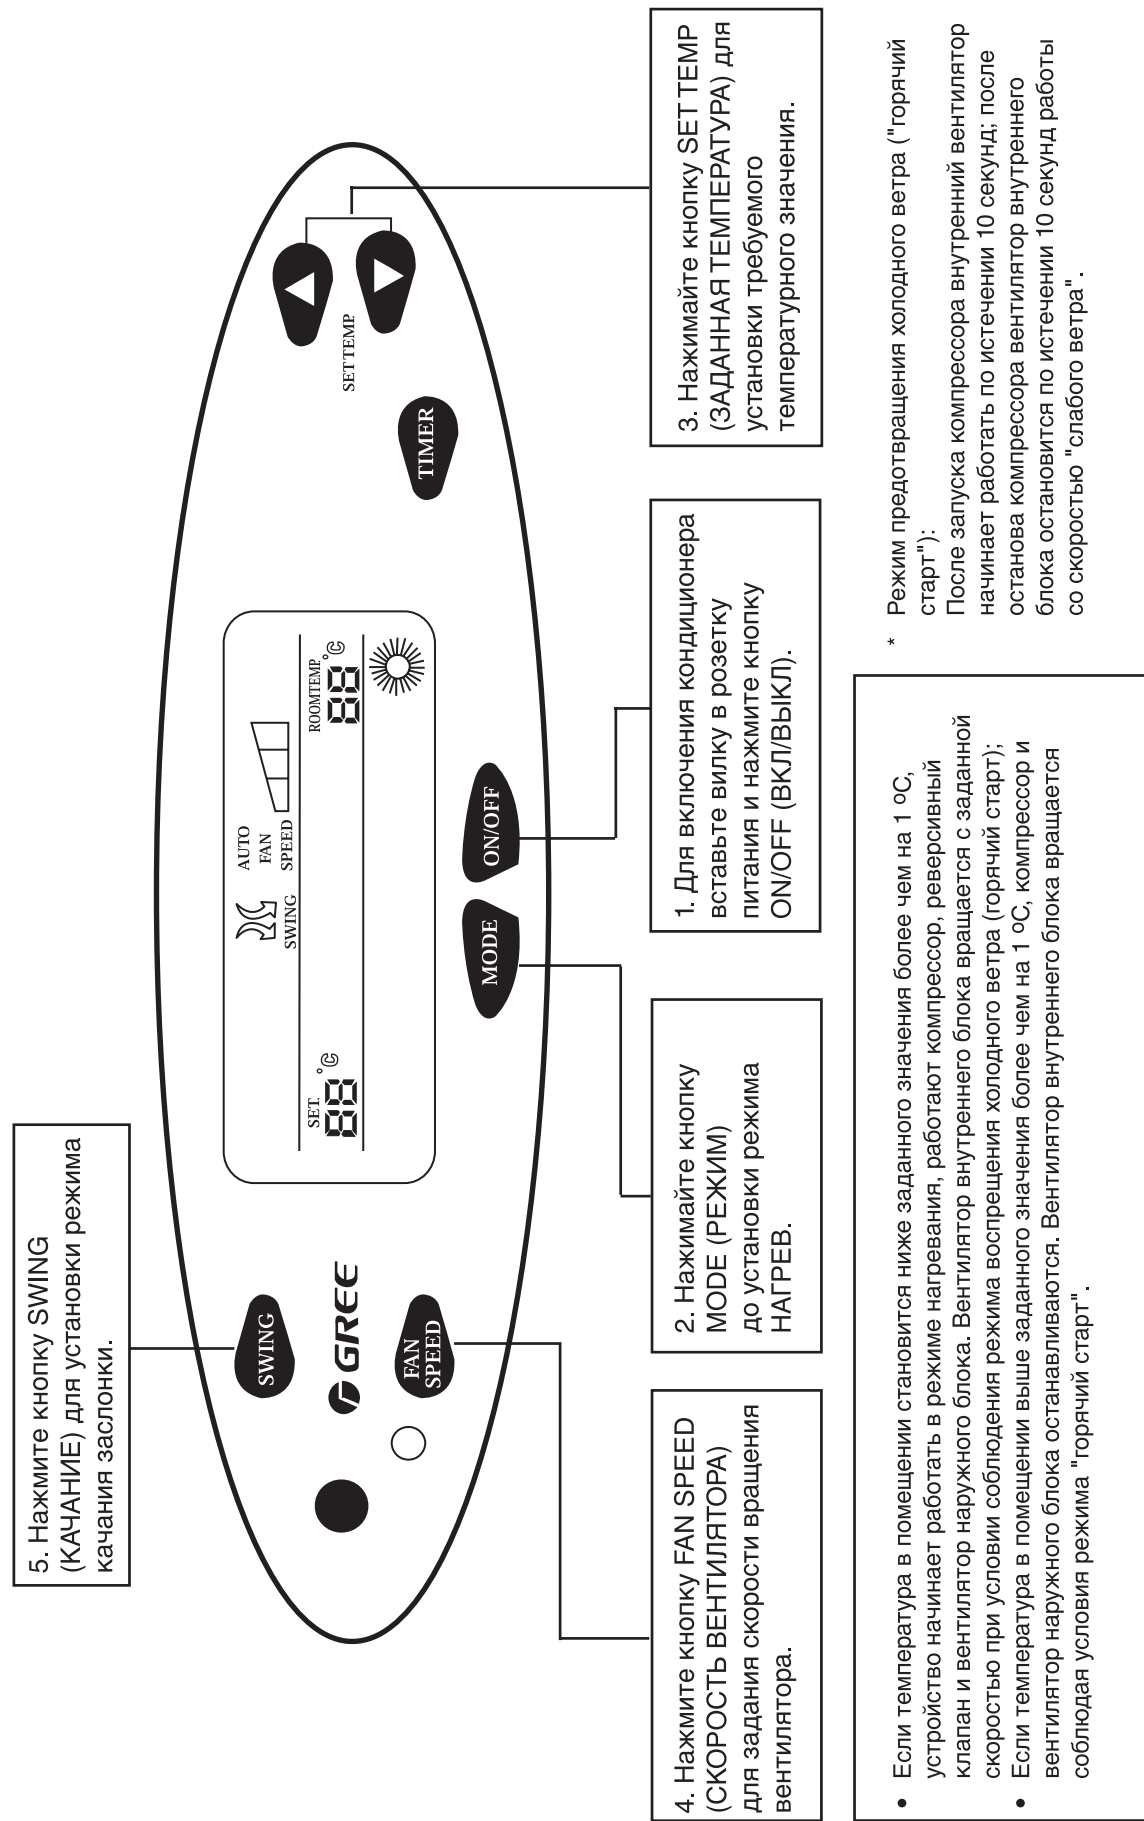 5. Нажмите кнопку SWING
(КАЧАНИЕ) для установки режима
качания заслонки.
SWING
GREE
FAN
SPEED
SWING
AUTO
FAN
SPEED
SET.
88°C
ROOMTEMP.
88°C
MODE
ON/OFF
TIMER
SET TEMP.
4. Нажмите кнопку FAN SPEED
(СКОРОСТЬ ВЕНТИЛЯТОРА)
для задания скорости вращения
вентилятора.
2. Нажимайте кнопку
MODE (РЕЖИМ)
до установки режима
НАГРЕВ.
1. Для включения кондиционера
вставьте вилку в розетку
питания и нажмите кнопку
ON/OFF (ВКЛ/ВЫКЛ).
3. Нажимайте кнопку SET TEMP
(ЗАДАННАЯ ТЕМПЕРАТУРА) для
установки требуемого
температурного значения.
• Если температура в помещении становится ниже заданного значения более чем на 1 ºС,
устройство начинает работать в режиме нагревания, работают компрессор, реверсивный
клапан и вентилятор наружного блока. Вентилятор внутреннего блока вращается с заданной
скоростью при условии соблюдения режима воспрещения холодного ветра (горячий старт);
• Если температура в помещении выше заданного значения более чем на 1 ºС, компрессор и
вентилятор наружного блока останавливаются. Вентилятор внутреннего блока вращается
соблюдая условия режима "горячий старт".
* Режим предотвращения холодного ветра ("горячий
старт"):
После запуска компрессора внутренний вентилятор
начинает работать по истечении 10 секунд; после
останова компрессора вентилятор внутреннего
блока остановится по истечении 10 секунд работы
со скоростью "слабого ветра".